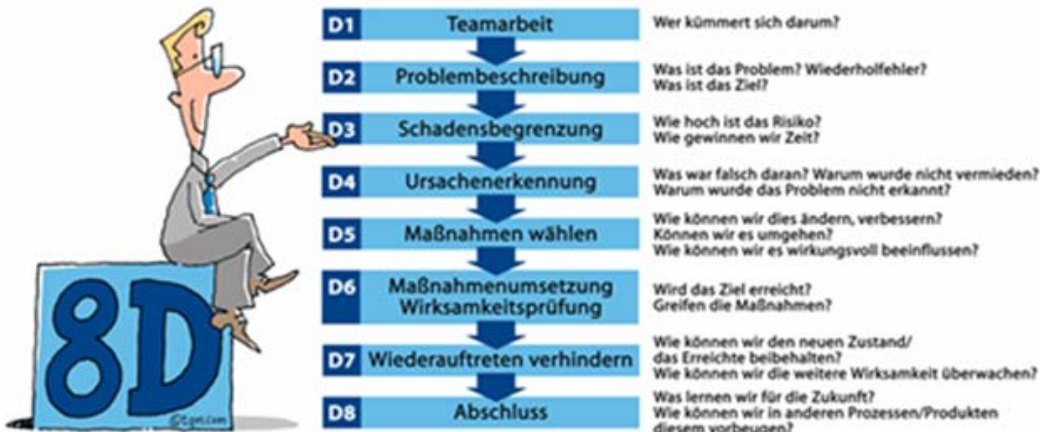 D1 Teamarbeit
Wer kümmert sich darum?
D2 Problembeschreibung
Was ist das Problem? Wiederholfehler?
Was ist das Ziel?
D3 Schadensbegrenzung
Wie hoch ist das Risiko?
Wie gewinnen wir Zeit?
D4 Ursachenerkennung
Was war falsch daran? Warum wurde nicht vermieden?
Warum wurde das Problem nicht erkannt?
D5 Maßnahmen wählen
Wie können wir dies ändern, verbessern?
Können wir es umgehen?
Wie können wir es wirkungsvoll beeinflussen?
D6 Maßnahmenumsetzung
Wirksamkeitsprüfung
Wird das Ziel erreicht?
Greifen die Maßnahmen?
D7 Wiederauftreten verhindern
Wie können wir den neuen Zustand/
das Erreichte beibehalten?
Wie können wir die weitere Wirksamkeit überwachen?
D8 Abschluss
Was lernen wir für die Zukunft?
Wie können wir in anderen Prozessen/Produkten
diesem vorbeugen?
8D